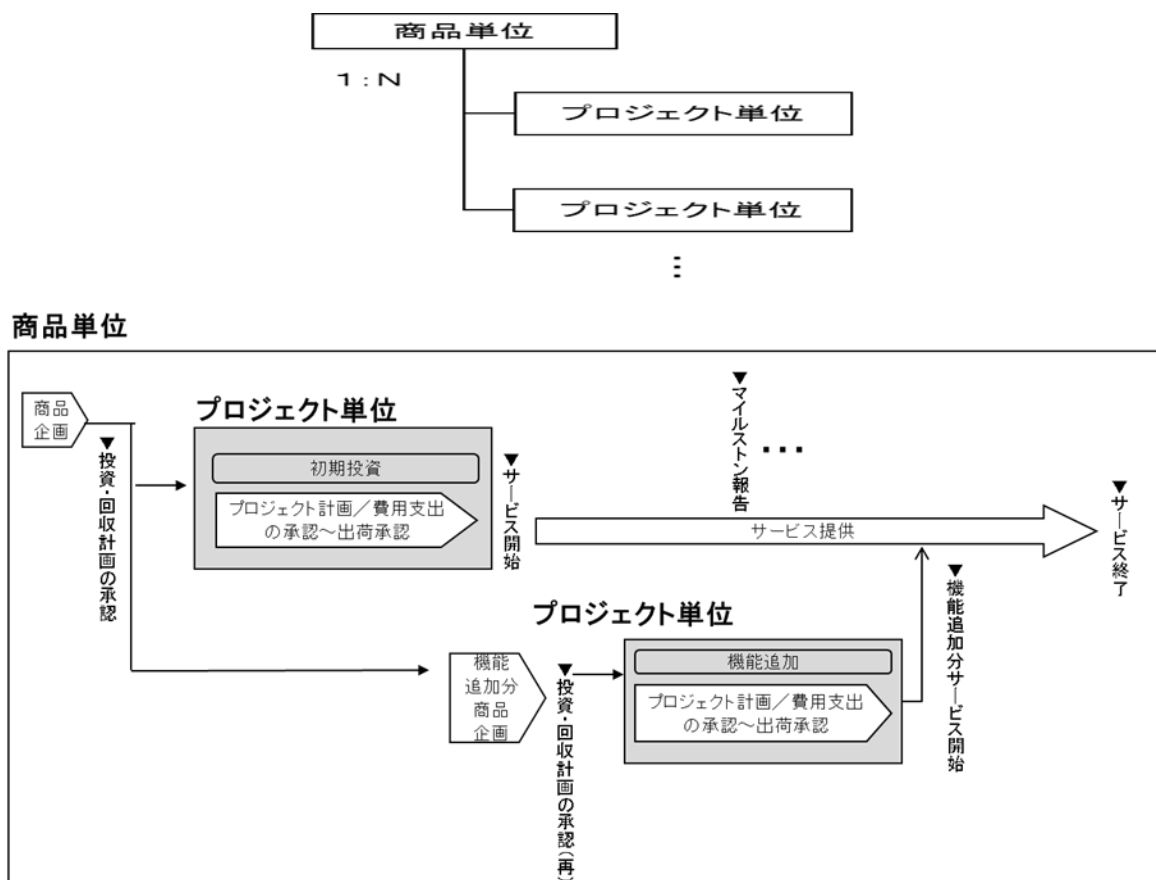 商品単位
1:N
プロジェクト単位
プロジェクト単位
⋮
商品単位
商品
企画
▼投資・回収計画の承認
プロジェクト単位
初期投資
プロジェクト計画／費用支出
の承認～出荷承認
▼サービス開始
▼マイルストン報告
…
サービス提供
▼サービス終了
機能
追加分
商品
企画
▼投資・回収計画の承認(再)
プロジェクト単位
機能追加
プロジェクト計画／費用支出
の承認～出荷承認
▼機能追加分サービス開始